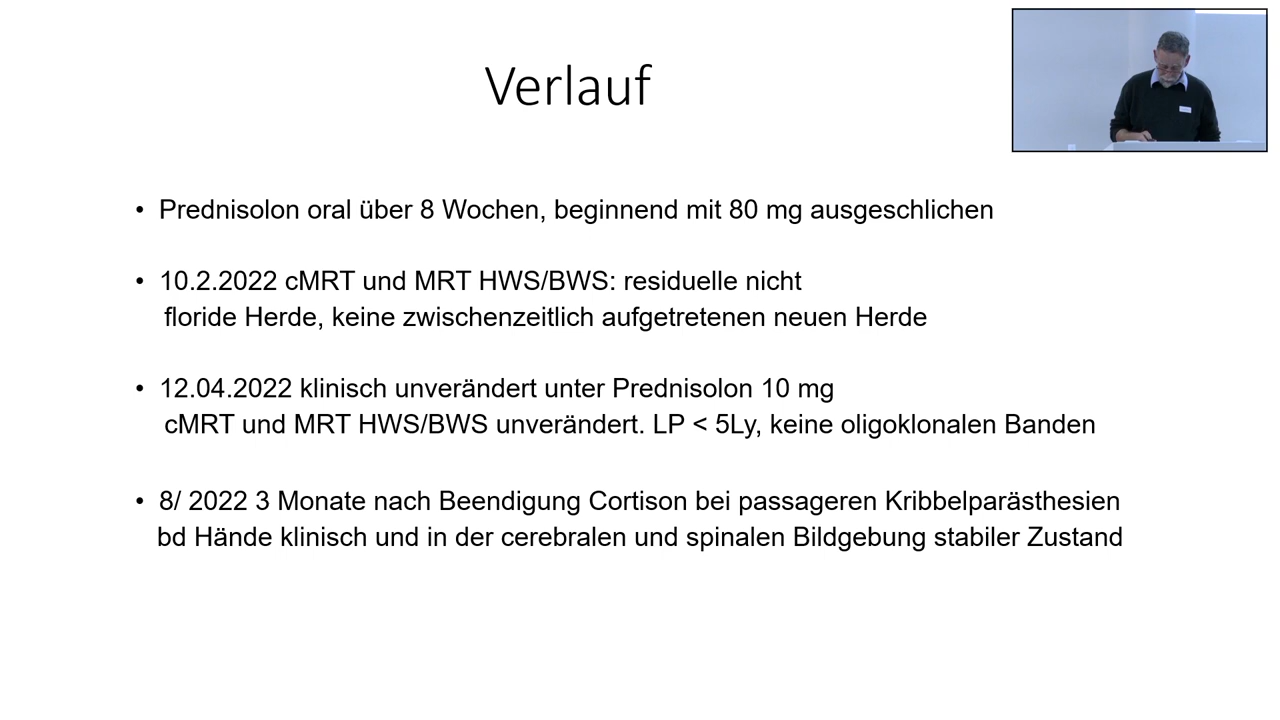 Verlauf
• Prednisolon oral über 8 Wochen, beginnend mit 80 mg ausgeschlichen
• 10.2.2022 cMRT und MRT HWS/BWS: residuelle nicht
floride Herde, keine zwischenzeitlich aufgetretenen neuen Herde
• 12.04.2022 klinisch unverändert unter Prednisolon 10 mg
cMRT und MRT HWS/BWS unverändert. LP < 5Ly, keine oligoklonalen Banden
• 8/ 2022 3 Monate nach Beendigung Cortison bei passageren Kribbelparästhesien
bd Hände klinisch und in der cerebralen und spinalen Bildgebung stabiler Zustand